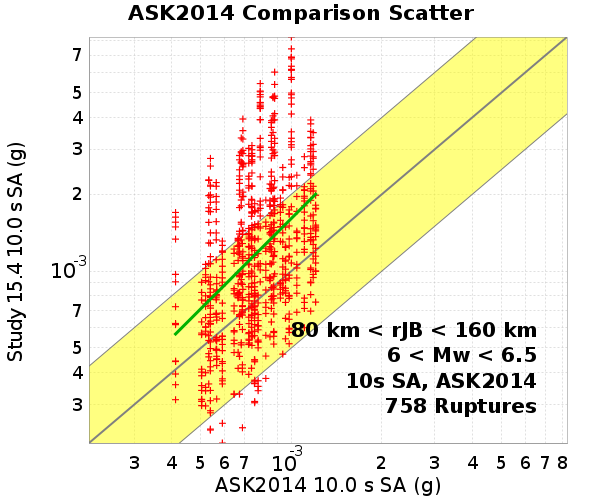 ASK2014 Comparison Scatter
Study 15.4 10.0 s SA (g)
7
5
4
3
2
10-3
7
5
4
3
80 km < rJB < 160 km
6 < Mw < 6.5
10s SA, ASK2014
758 Ruptures
3 4 5 6 7 10-3 2 3 4 5 6 7 8
ASK2014 10.0 s SA (g)